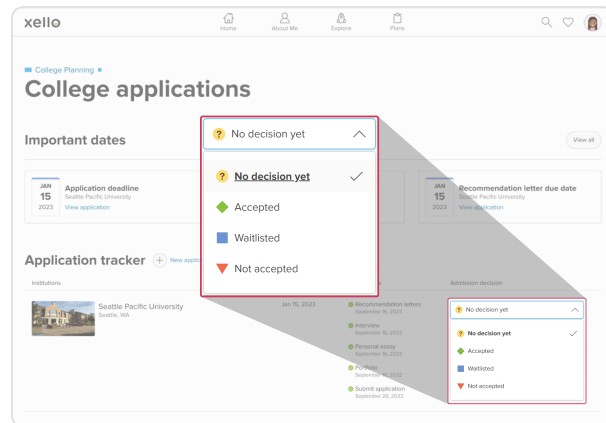 xello
Home
About Me
Explore
Plans
College Planning
College applications
Important dates
View all
JAN
15
2023
Application deadline
Seattle Pacific University
View application
JAN
15
2023
Recommendation letter due date
Seattle Pacific University
View application
? No decision yet
? No decision yet
Accepted
Waitlisted
Not accepted
Application tracker
+ New applic
Institutions
Admission decision
Seattle Pacific University
Seattle, WA
Jan 15, 2023
Recommendation letters
September 16, 2023
Interview
September 16, 2023
Personal essay
September 16, 2023
Portfolio
September 16, 2023
Submit application
September 28, 2023
? No decision yet
? No decision yet
Accepted
Waitlisted
Not accepted